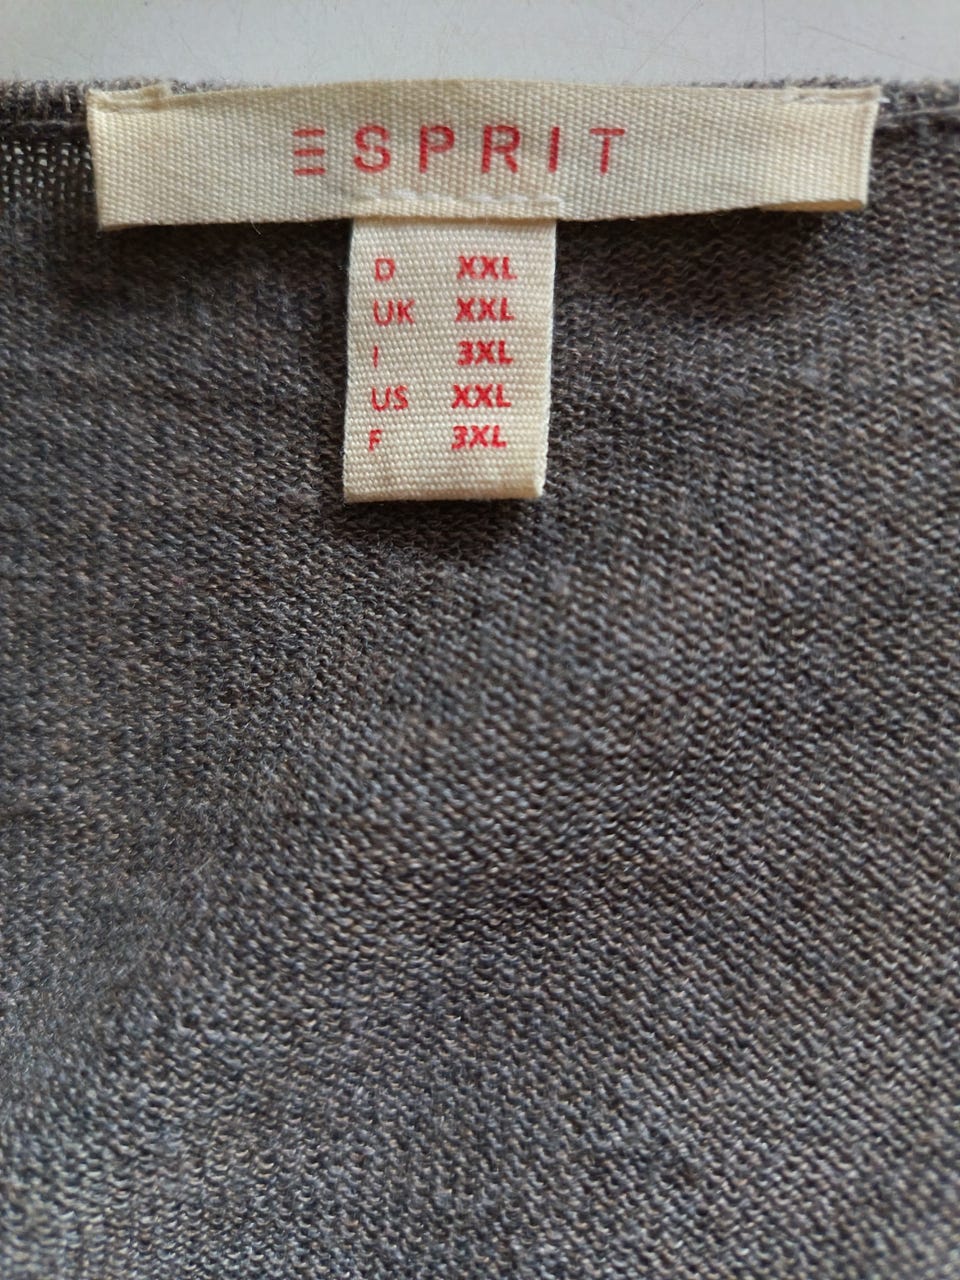 ESPRIT
D XXL
UK XXL
I 3XL
US XXL
F 3XL